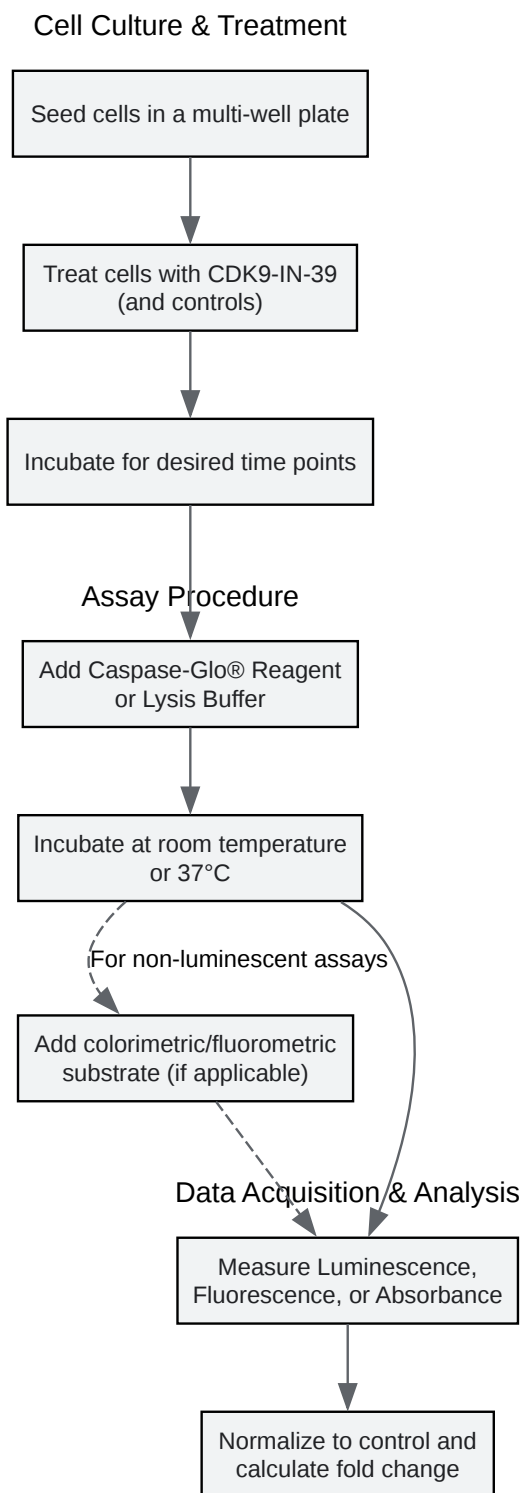 Cell Culture & Treatment
Seed cells in a multi-well plate
Treat cells with CDK9-IN-39
(and controls)
Incubate for desired time points
Assay Procedure
Add Caspase-Glo® Reagent
or Lysis Buffer
Incubate at room temperature
or 37°C
For non-luminescent assays
Add colorimetric/fluorometric
substrate (if applicable)
Data Acquisition & Analysis
Measure Luminescence,
Fluorescence, or Absorbance
Normalize to control and
calculate fold change